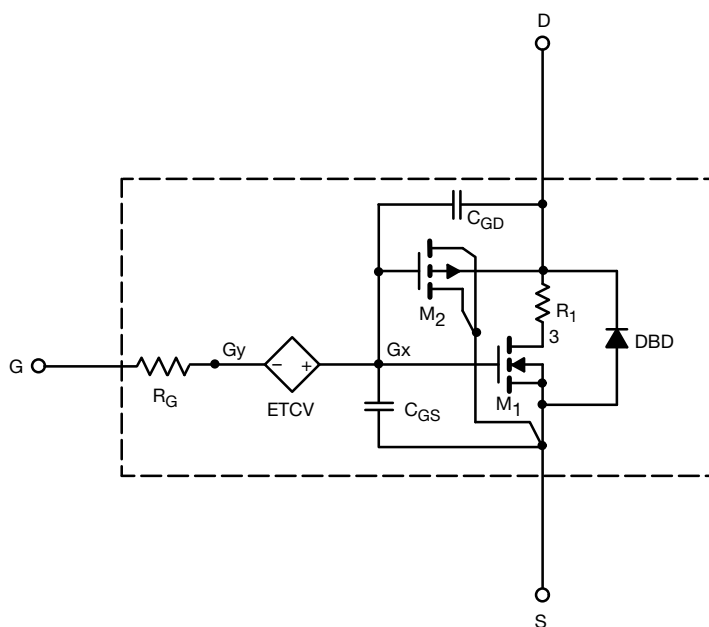 D
C_GD
M_2
R_1
3
DBD
Gy
Gx
G
− +
M_1
R_G
ETCV
C_GS
S